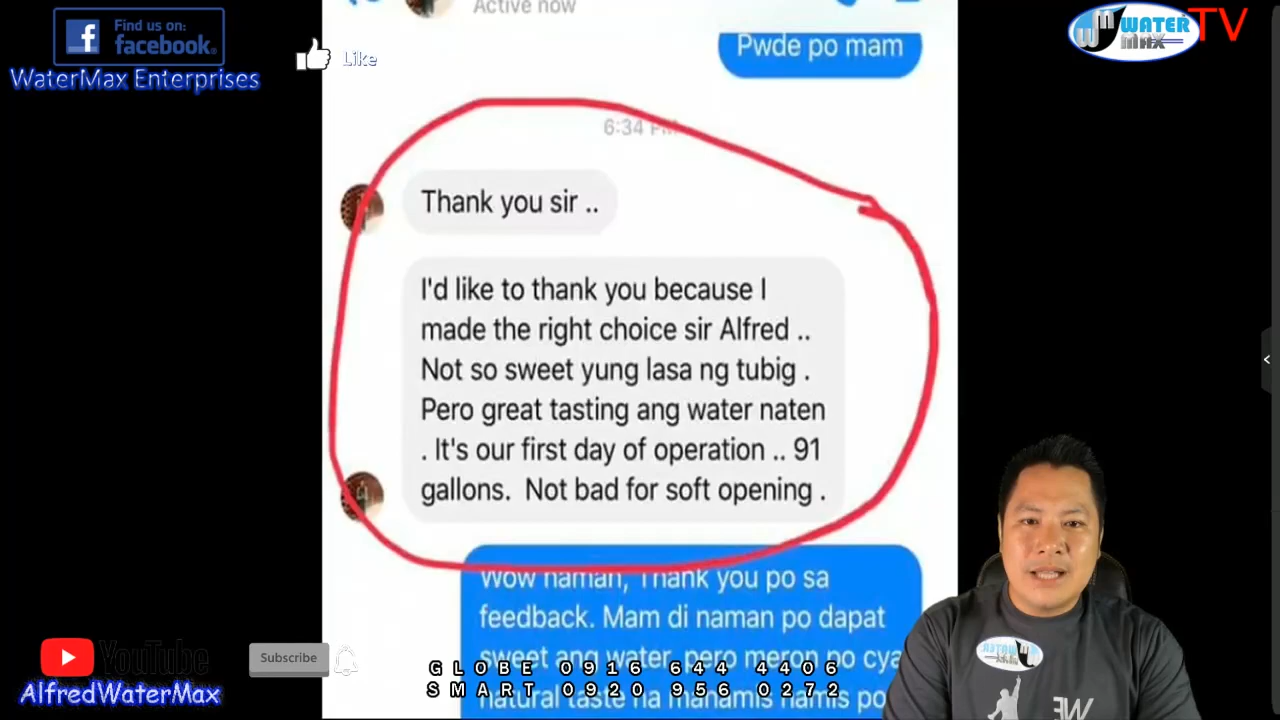 Active now
Find us on:
facebook
WaterMax Enterprises
Like
WATER
MAX
TV
Pwde po mam
6:34 PM
Thank you sir ..
I'd like to thank you because I
made the right choice sir Alfred ..
Not so sweet yung lasa ng tubig .
Pero great tasting ang water naten
. It's our first day of operation .. 91
gallons.  Not bad for soft opening .
Wow naman, Thank you po sa
feedback. Mam di naman po dapat
sweet ang water, pero meron po cya
natural taste na manamis namis po
GLOBE 0916 644 4406
SMART 0920 956 0272
YouTube
Subscribe
AlfredWaterMax